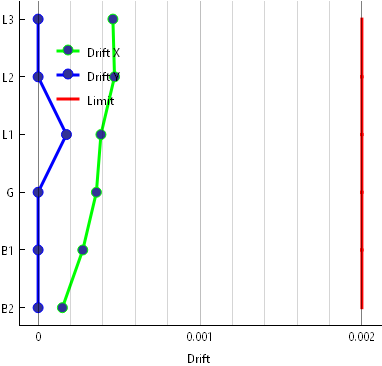 L3
Drift X
L2
Drift Y
Limit
L1
G
B1
B2
0
0.001
0.002
Drift